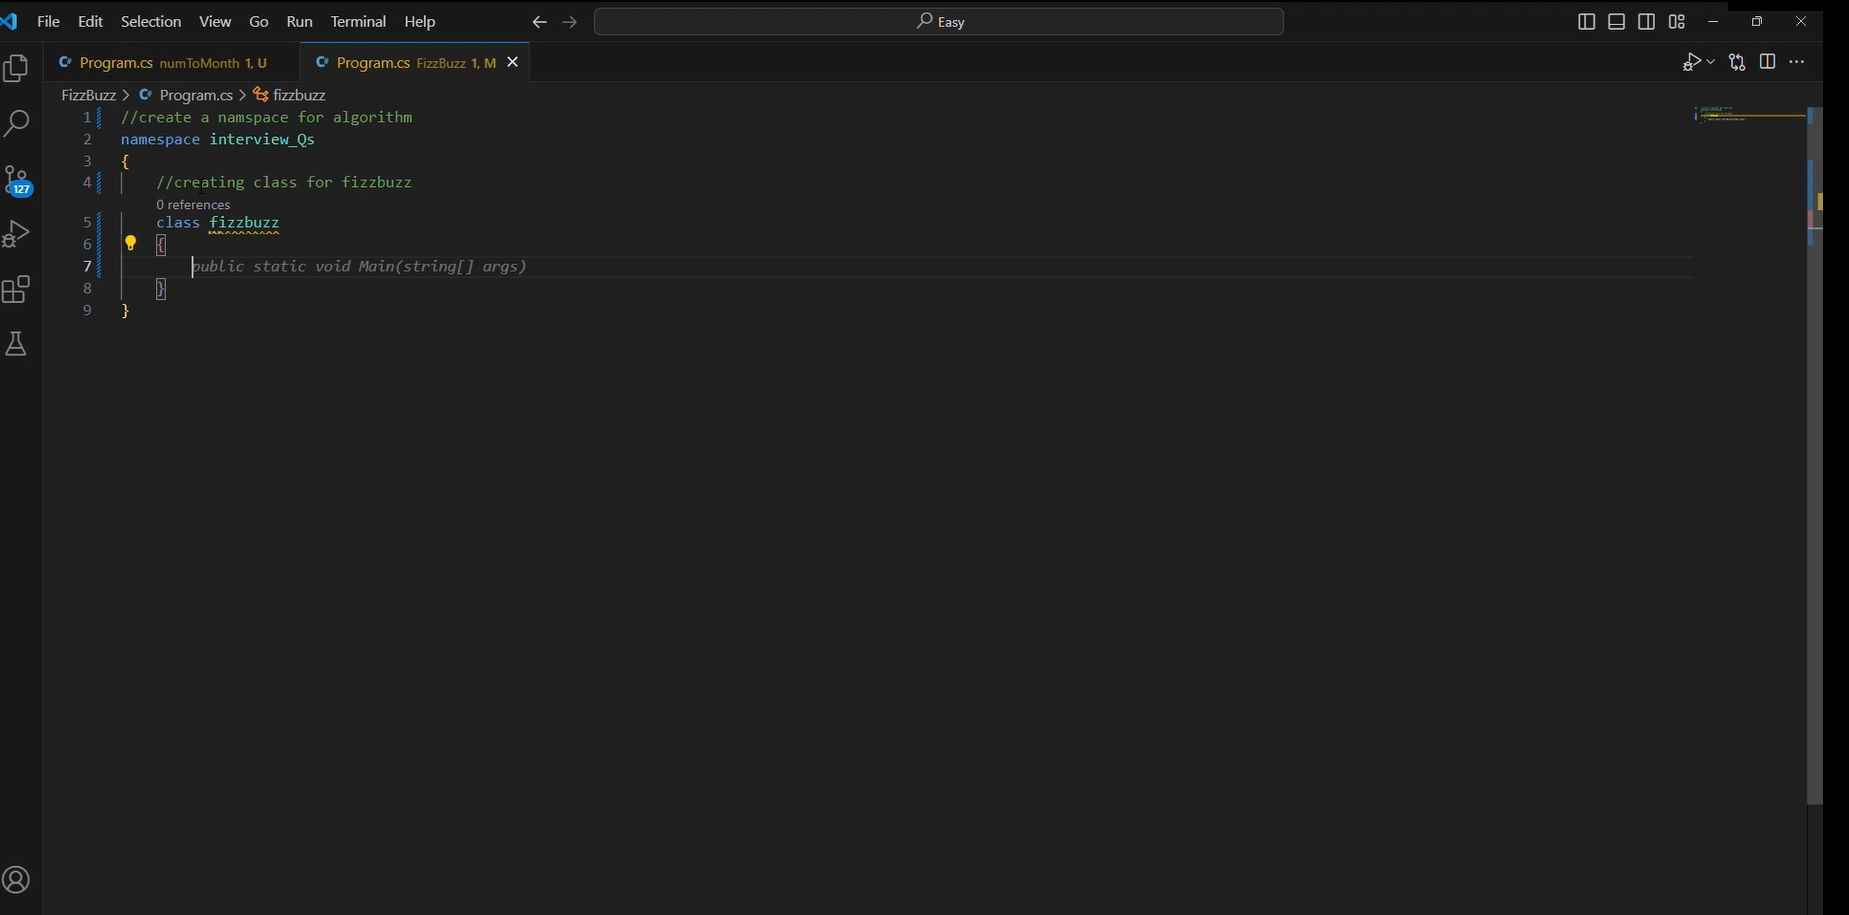 File Edit Selection View Go Run Terminal Help Easy
Program.cs numToMonth 1, U Program.cs FizzBuzz 1, M
FizzBuzz > Program.cs > fizzbuzz
1 //create a namspace for algorithm
2 namespace interview_Qs
3 {
4 //creating class for fizzbuzz
0 references
5 class fizzbuzz
6 {
7 public static void Main(string[] args)
8 }
9 }
127